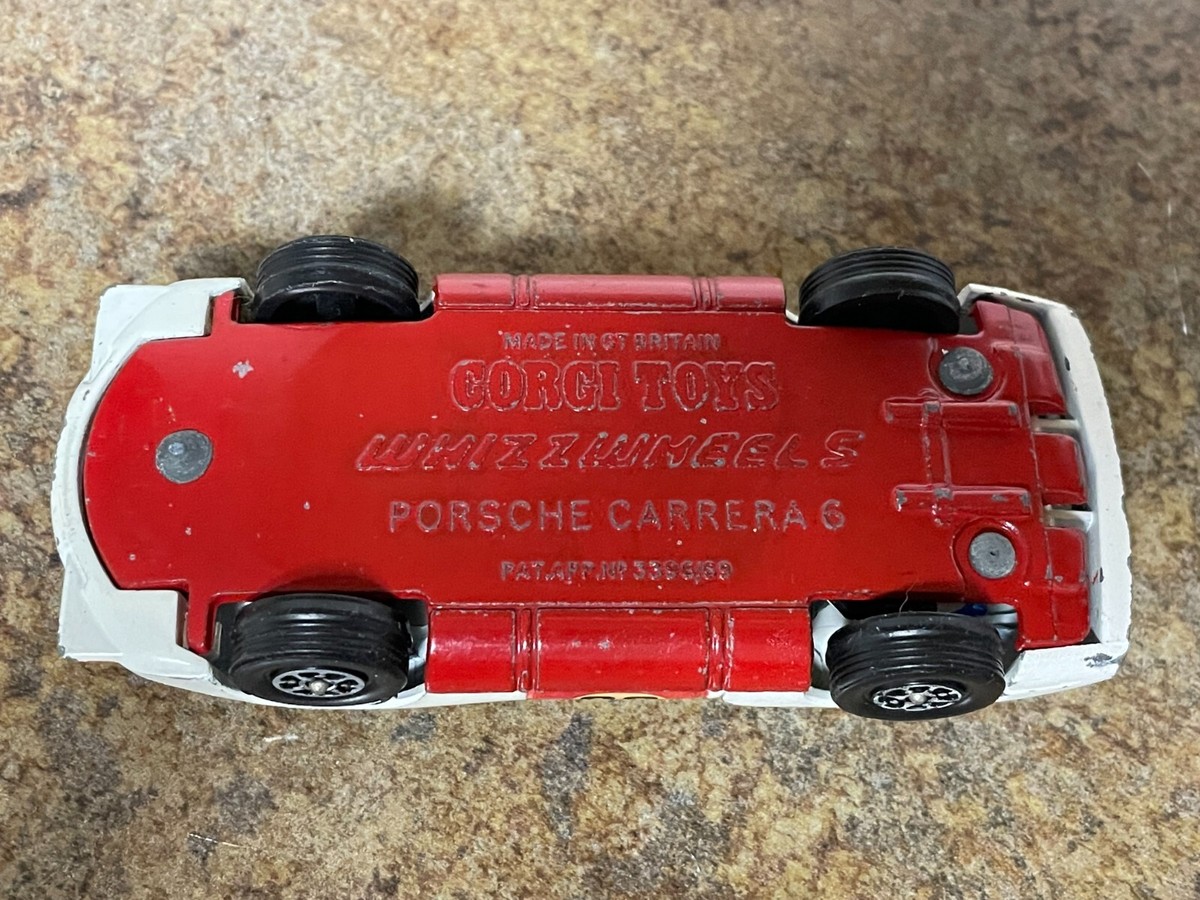 MADE IN GT BRITAIN
CORGI TOYS
WHIZZWHEELS
PORSCHE CARRERA 6
PAT.APP.Nº 3396/69